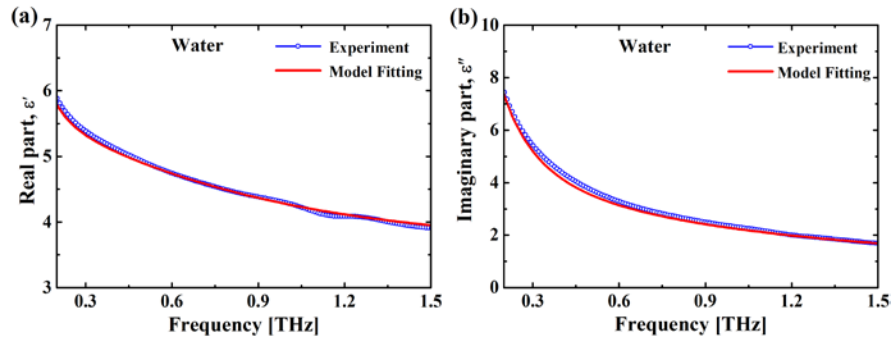 (a)
Water
Experiment
Model Fitting
Real part, ε′
7
6
5
4
3
0.3 0.6 0.9 1.2 1.5
Frequency [THz]
(b)
Water
Experiment
Model Fitting
Imaginary part, ε″
10
8
6
4
2
0
0.3 0.6 0.9 1.2 1.5
Frequency [THz]